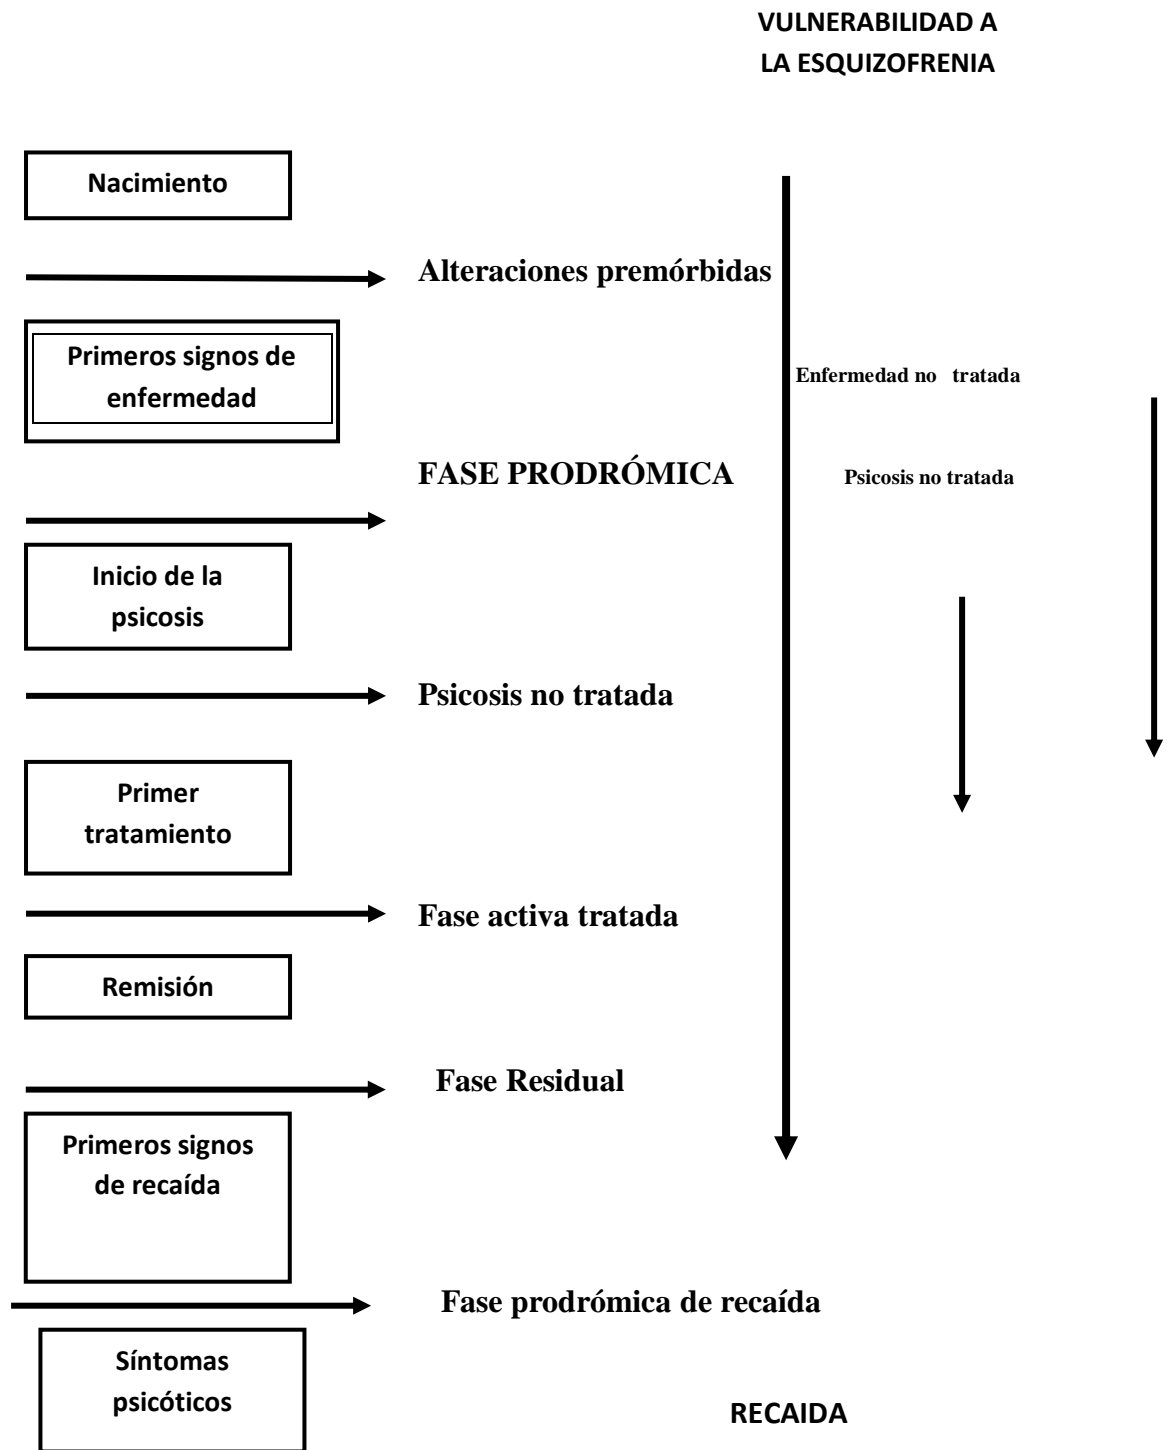 VULNERABILIDAD A
LA ESQUIZOFRENIA
Nacimiento
Alteraciones premórbidas
Primeros signos de
enfermedad
Enfermedad no tratada
FASE PRODRÓMICA
Psicosis no tratada
Inicio de la
psicosis
Psicosis no tratada
Primer
tratamiento
Fase activa tratada
Remisión
Fase Residual
Primeros signos
de recaída
Fase prodrómica de recaída
Síntomas
psicóticos
RECAIDA